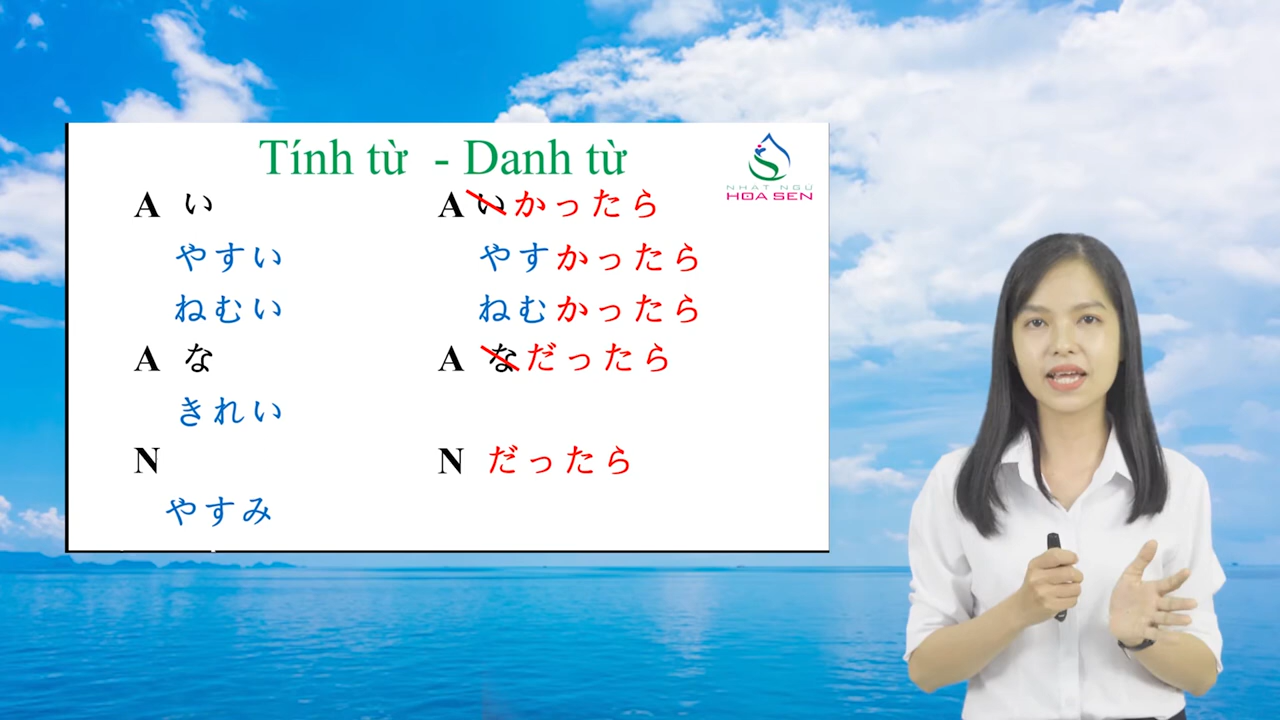 Tính từ - Danh từ
NHẬT NGỮ
HOA SEN
A い A いかったら
やすい やすかったら
ねむい ねむかったら
A な A なだったら
きれい
N N だったら
やすみ